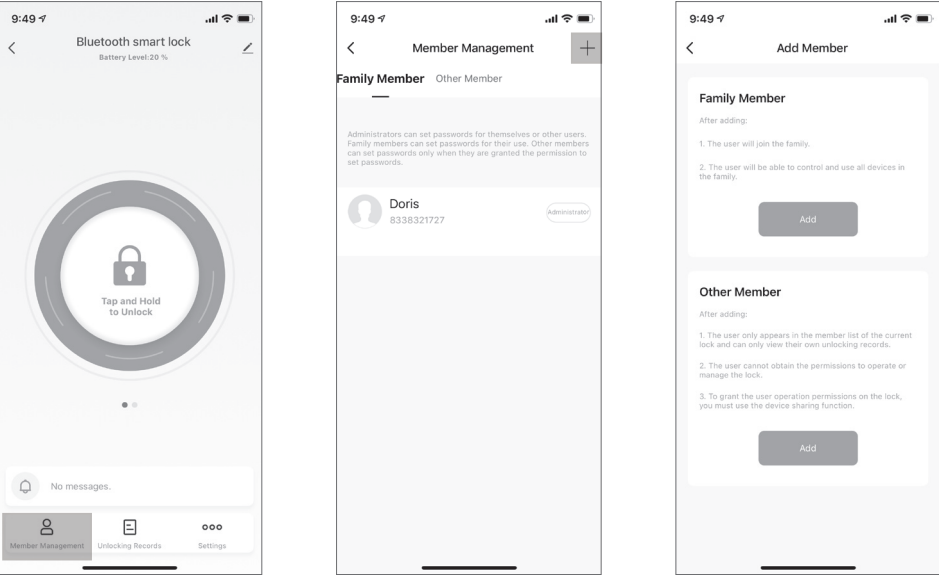 9:49
Bluetooth smart lock
Battery Level:20 %
Tap and Hold
to Unlock
No messages.
Member Management
Unlocking Records
Settings
9:49
Member Management
Family Member
Other Member
Administrators can set passwords for themselves or other users.
Family members can set passwords for their use. Other members
can set passwords only when they are granted the permission to
set passwords.
Doris
8338321727
Administrator
9:49
Add Member
Family Member
After adding:
1. The user will join the family.
2. The user will be able to control and use all devices in
the family.
Add
Other Member
After adding:
1. The user only appears in the member list of the current
lock and can only view their own unlocking records.
2. The user cannot obtain the permissions to operate or
manage the lock.
3. To grant the user operation permissions on the lock,
you must use the device sharing function.
Add